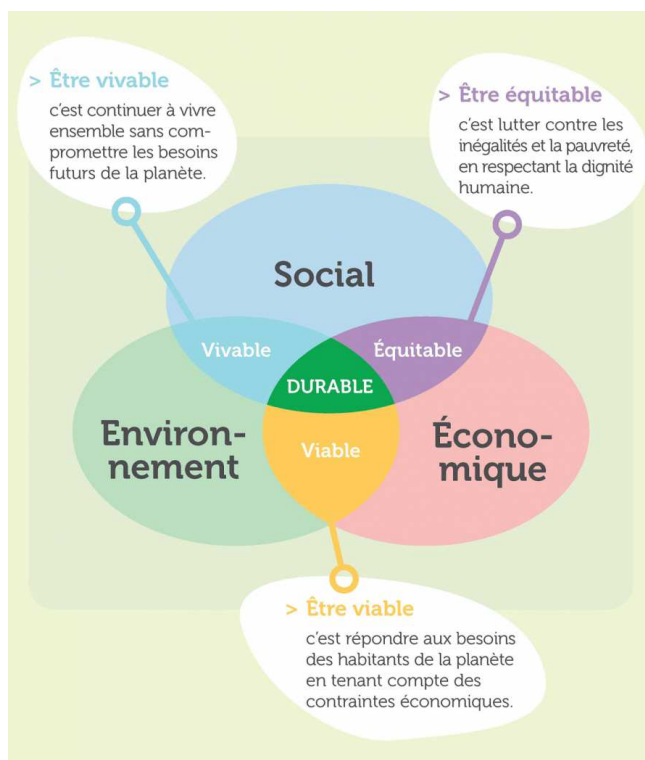 > Être vivable
c'est continuer à vivre
ensemble sans com-
promettre les besoins
futurs de la planète.
> Être équitable
c'est lutter contre les
inégalités et la pauvreté,
en respectant la dignité
humaine.
Social
Vivable
Équitable
DURABLE
Environ-
nement
Viable
Écono-
mique
> Être viable
c'est répondre aux besoins
des habitants de la planète
en tenant compte des
contraintes économiques.